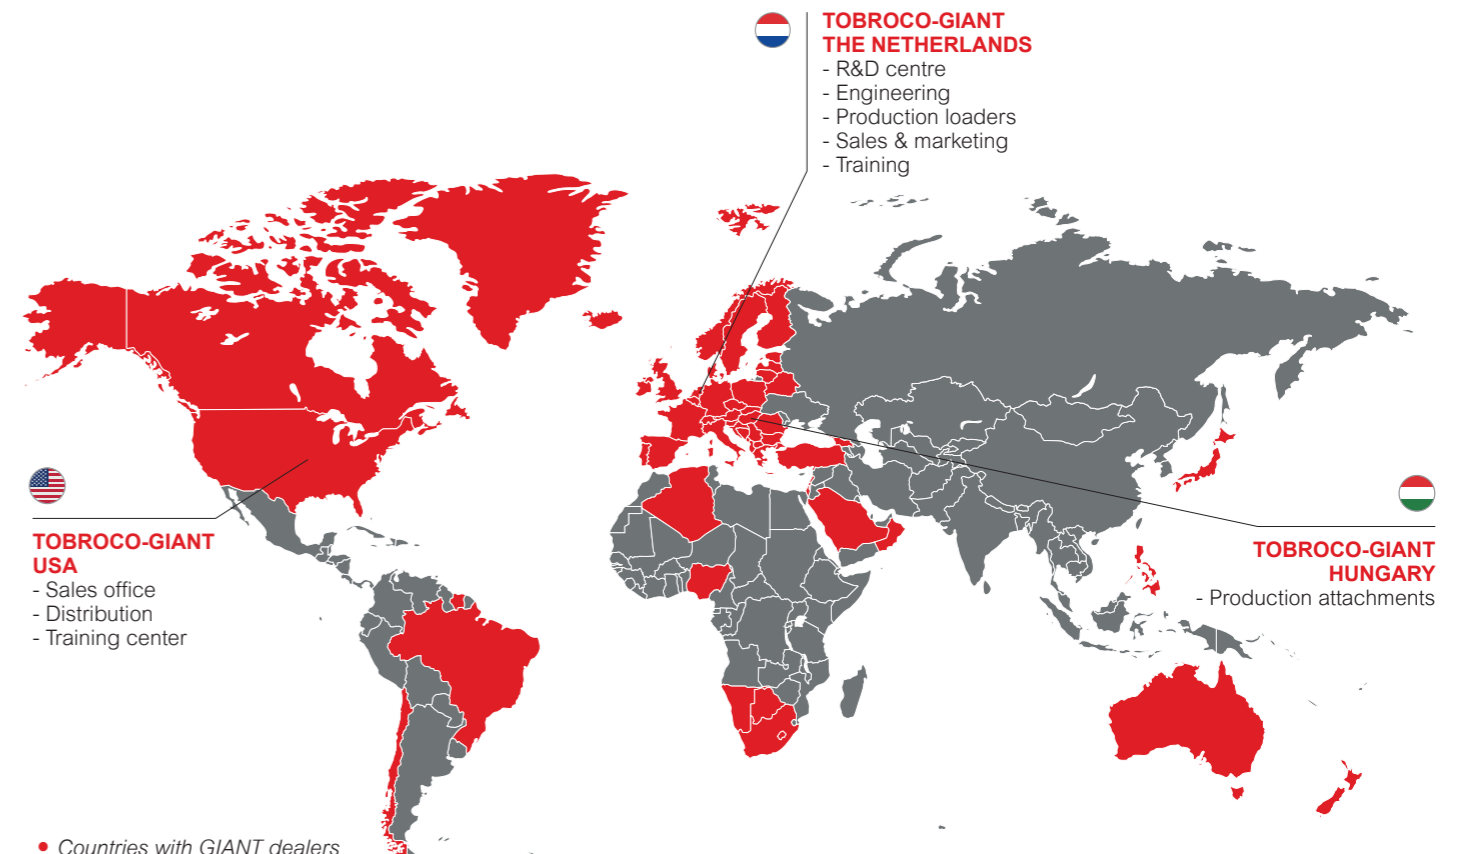 TOBROCO-GIANT
THE NETHERLANDS
- R&D centre
- Engineering
- Production loaders
- Sales & marketing
- Training
TOBROCO-GIANT
USA
- Sales office
- Distribution
- Training center
TOBROCO-GIANT
HUNGARY
- Production attachments
• Countries with GIANT dealers